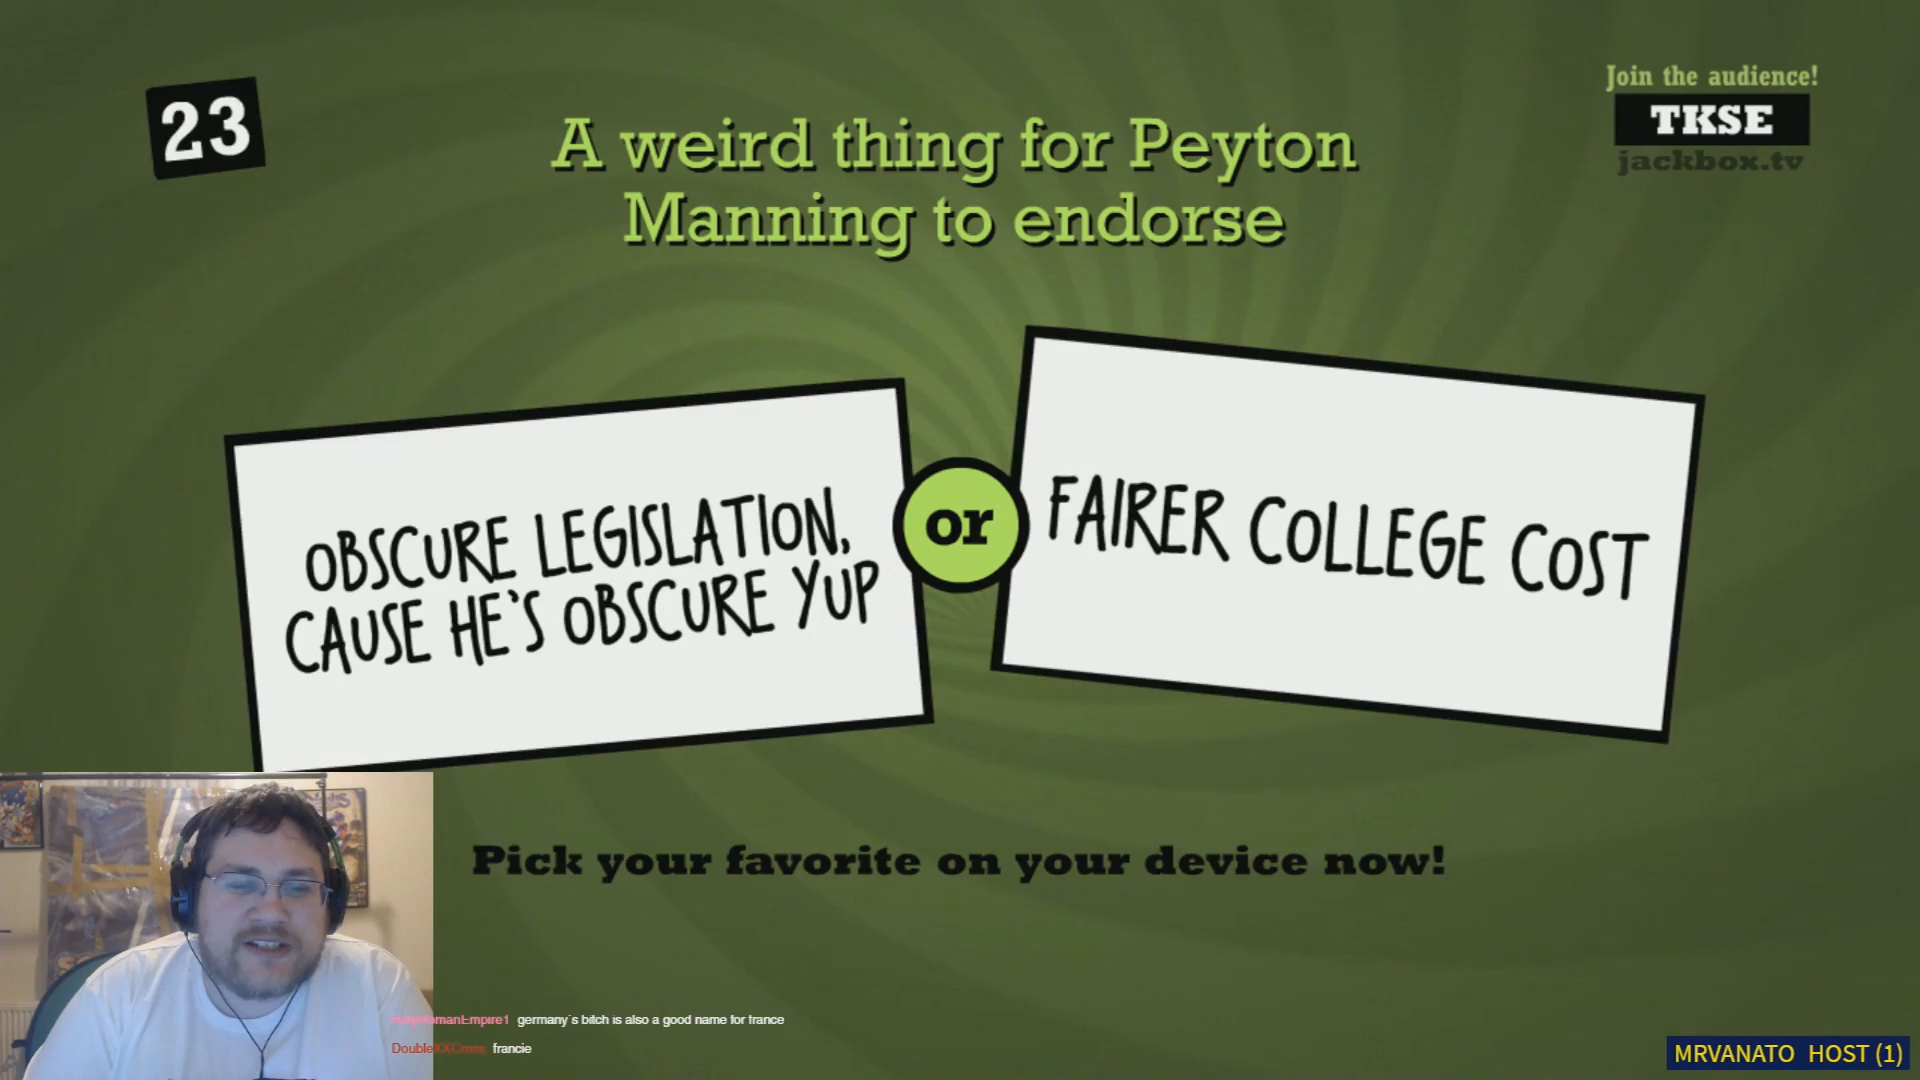 23
Join the audience!
TKSE
jackbox.tv
A weird thing for Peyton
Manning to endorse
OBSCURE LEGISLATION,
CAUSE HE'S OBSCURE YUP
or
FAIRER COLLEGE COST
Pick your favorite on your device now!
germany's bitch is also a good name for france
francie
MRVANATO HOST (1)